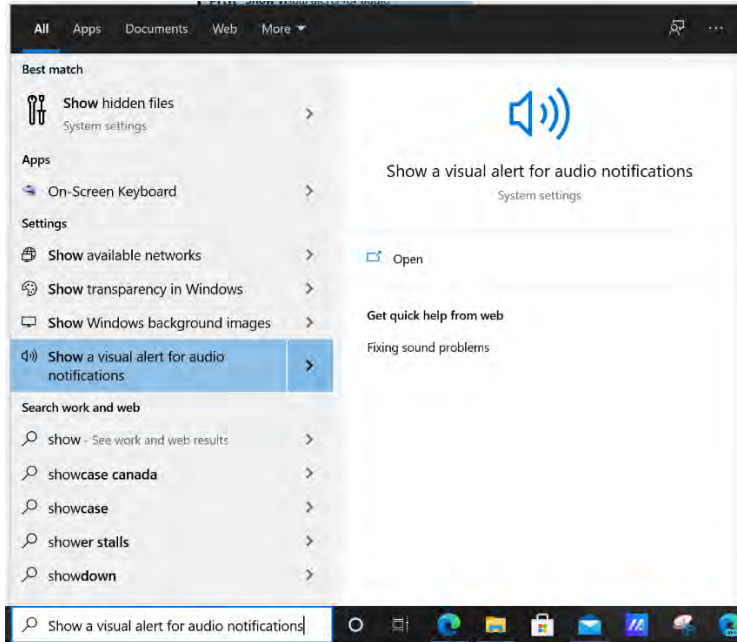 All Apps Documents Web More
Best match
Show hidden files
System settings
Apps
On-Screen Keyboard
Settings
Show available networks
Show transparency in Windows
Show Windows background images
Show a visual alert for audio
notifications
Search work and web
show - See work and web results
showcase canada
showcase
shower stalls
showdown
Show a visual alert for audio notifications
System settings
Open
Get quick help from web
Fixing sound problems
Show a visual alert for audio notifications